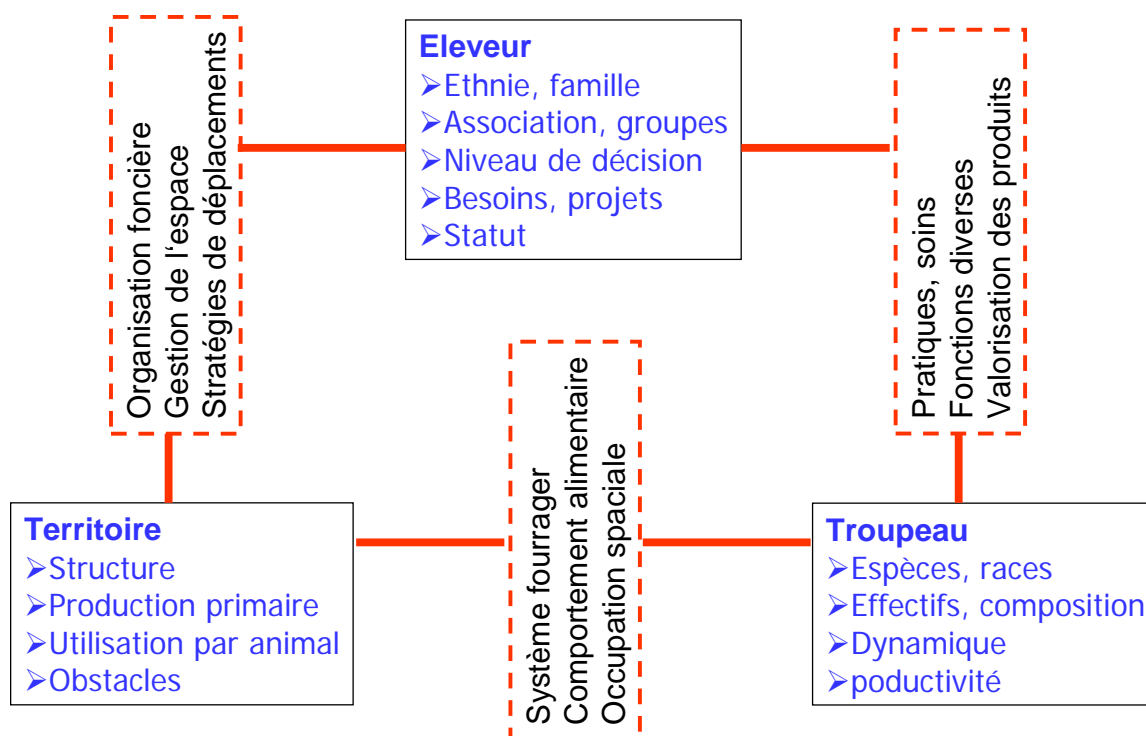 Organisation foncière
Gestion de l'espace
Stratégies de déplacements
Eleveur
➢Ethnie, famille
➢Association, groupes
➢Niveau de décision
➢Besoins, projets
➢Statut
Pratiques, soins
Fonctions diverses
Valorisation des produits
Territoire
➢Structure
➢Production primaire
➢Utilisation par animal
➢Obstacles
Système fourrager
Comportement alimentaire
Occupation spaciale
Troupeau
➢Espèces, races
➢Effectifs, composition
➢Dynamique
➢poductivité